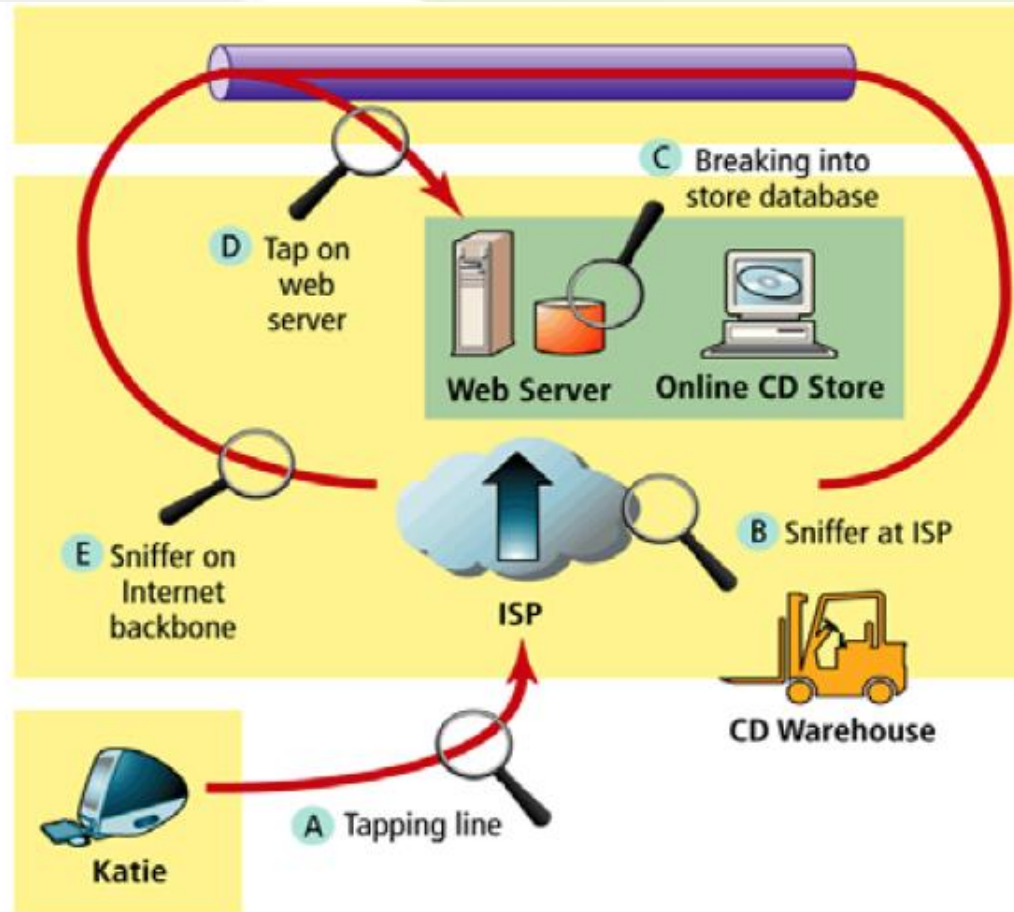 C Breaking into
store database
D Tap on
web
server
Web Server
Online CD Store
E Sniffer on
Internet
backbone
B Sniffer at ISP
ISP
CD Warehouse
A Tapping line
Katie